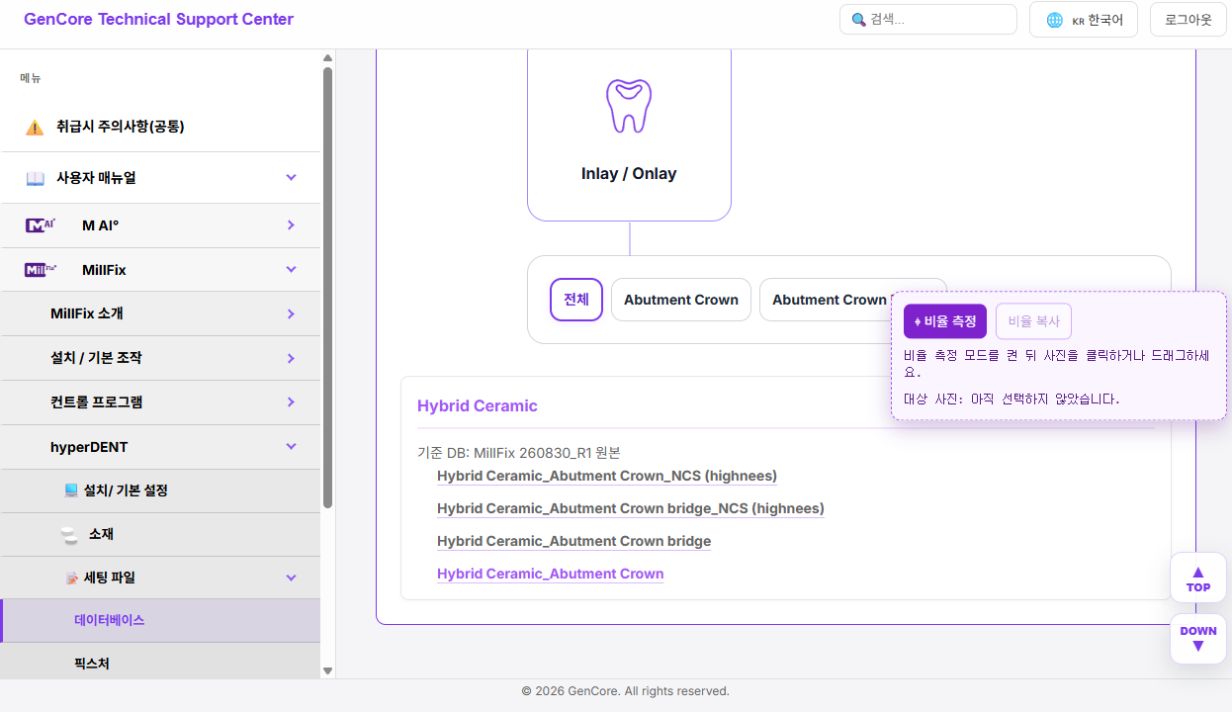 GenCore Technical Support Center
검색...
KR 한국어
로그아웃
메뉴
취급시 주의사항(공통)
사용자 매뉴얼
M AI°
MillFix
MillFix 소개
설치 / 기본 조작
컨트롤 프로그램
hyperDENT
설치/ 기본 설정
소재
세팅 파일
데이터베이스
픽스처
Inlay / Onlay
전체
Abutment Crown
Abutment Crown
비율 측정
비율 복사
비율 측정 모드를 켠 뒤 사진을 클릭하거나 드래그하세
요.
대상 사진: 아직 선택하지 않았습니다.
Hybrid Ceramic
기준 DB: MillFix 260830_R1 원본
Hybrid Ceramic_Abutment Crown_NCS (highnees)
Hybrid Ceramic_Abutment Crown bridge_NCS (highnees)
Hybrid Ceramic_Abutment Crown bridge
Hybrid Ceramic_Abutment Crown
TOP
DOWN
© 2026 GenCore. All rights reserved.